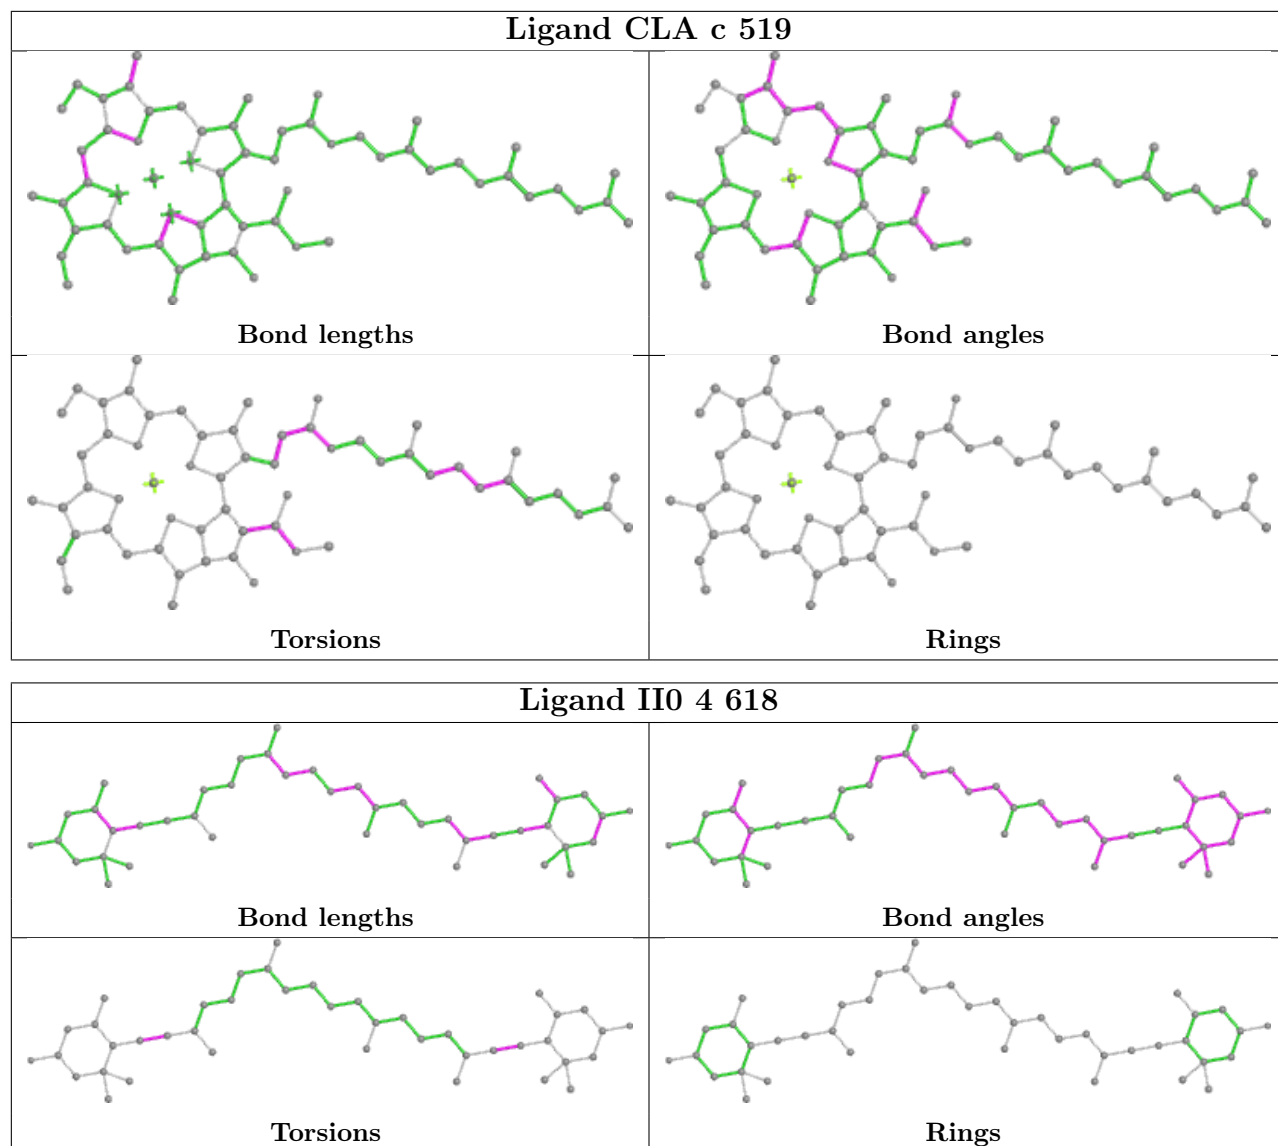 Ligand CLA c 519
Bond lengths
Bond angles
Torsions
Rings
Ligand II0 4 618
Bond lengths
Bond angles
Torsions
Rings